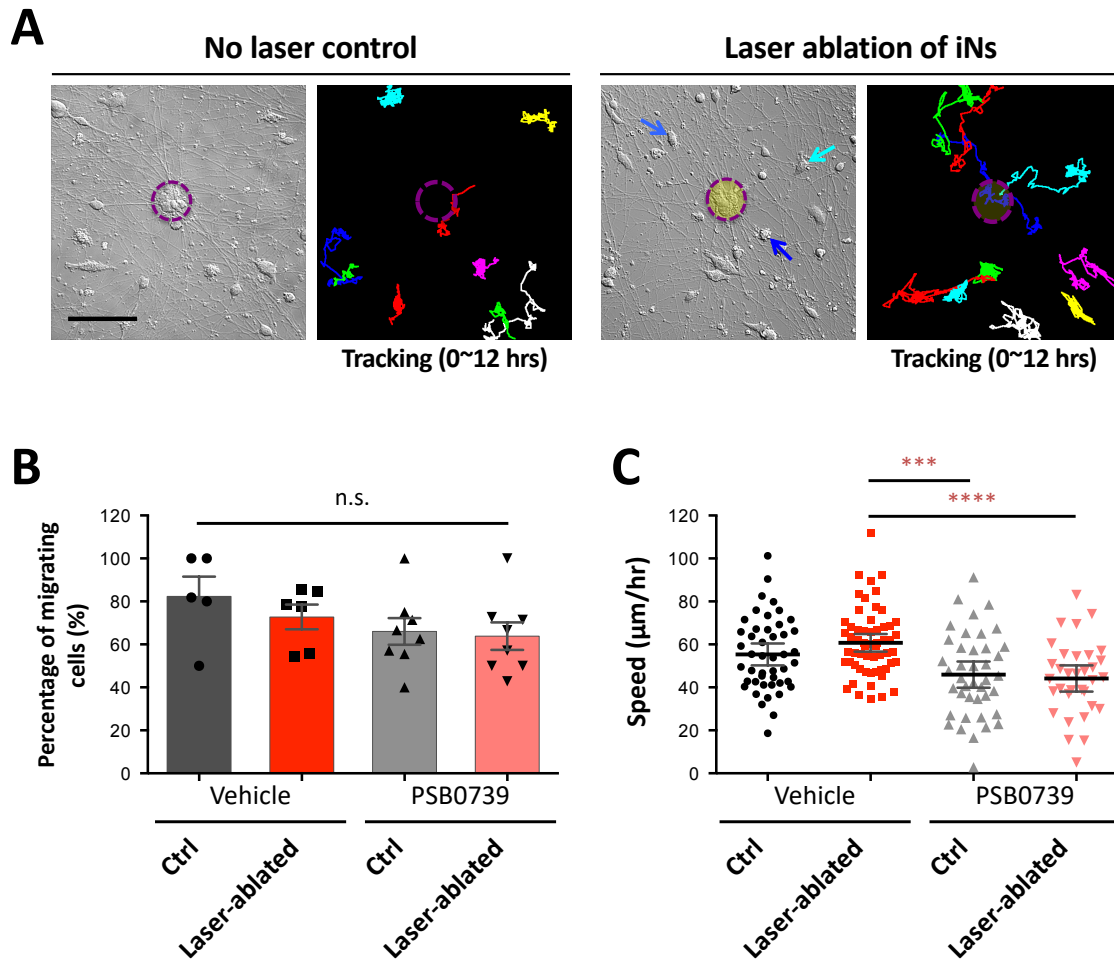 A
No laser control
Laser ablation of iNs
Tracking (0~12 hrs)
Tracking (0~12 hrs)
B
n.s.
Percentage of migrating
cells (%)
120
100
80
60
40
20
0
Vehicle
PSB0739
Ctrl
Laser-ablated
Ctrl
Laser-ablated
C
***
****
Speed (µm/hr)
120
100
80
60
40
20
0
Vehicle
PSB0739
Ctrl
Laser-ablated
Ctrl
Laser-ablated